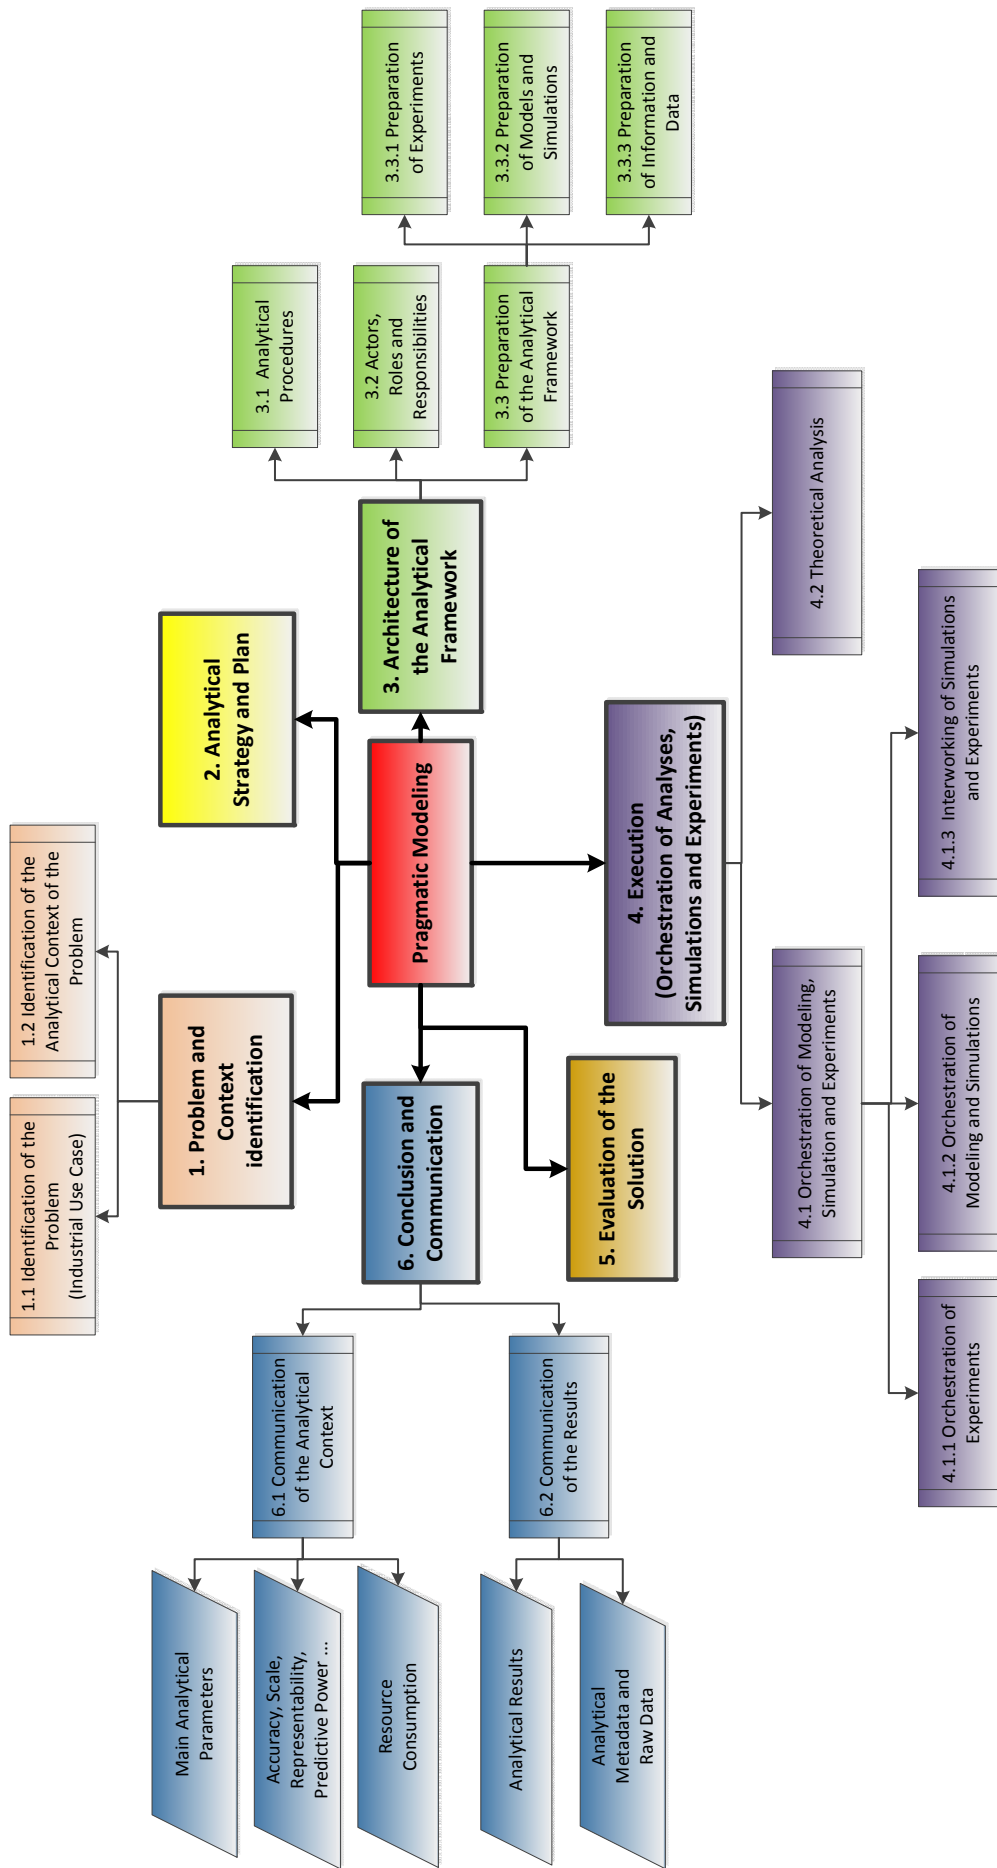 1.1 Identification of the
Problem
(Industrial Use Case)
1.2 Identification of the
Analytical Context of the
Problem
1. Problem and
Context
identification
2. Analytical
Strategy and Plan
Pragmatic Modeling
3. Architecture of
the Analytical
Framework
3.1 Analytical
Procedures
3.2 Actors,
Roles and
Responsibilities
3.3 Preparation
of the Analytical
Framework
3.3.1 Preparation
of Experiments
3.3.2 Preparation
of Models and
Simulations
3.3.3 Preparation
of Information and
Data
4. Execution
(Orchestration of Analyses,
Simulations and Experiments)
4.1 Orchestration of Modeling,
Simulation and Experiments
4.2 Theoretical Analysis
4.1.1 Orchestration of
Experiments
4.1.2 Orchestration of
Modeling and Simulations
4.1.3 Interworking of Simulations
and Experiments
5. Evaluation of the
Solution
6. Conclusion and
Communication
6.1 Communication
of the Analytical
Context
6.2 Communication
of the Results
Main Analytical
Parameters
Accuracy, Scale,
Representability,
Predictive Power ...
Resource
Consumption
Analytical Results
Analytical
Metadata and
Raw Data